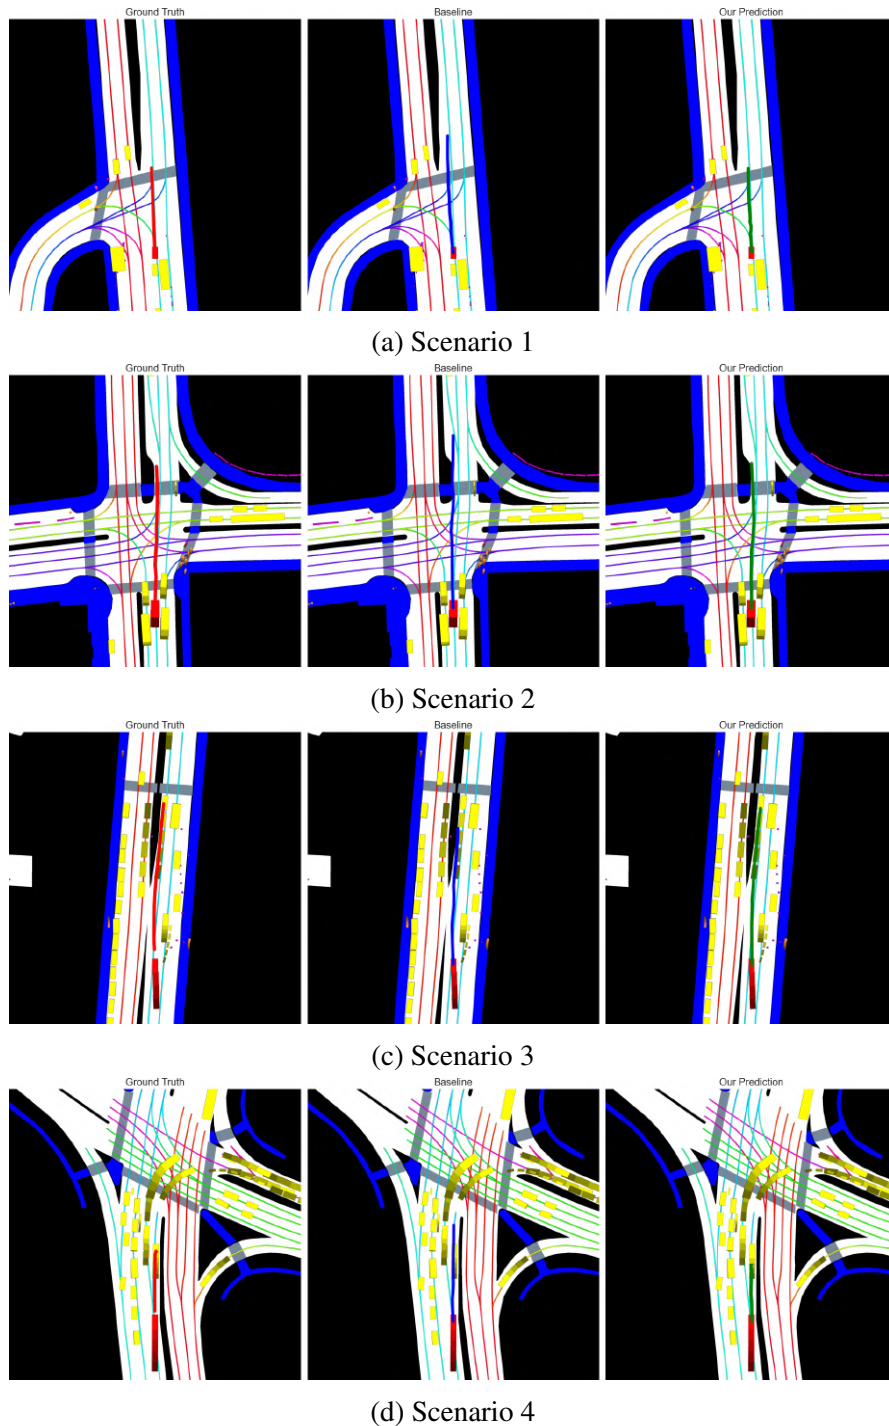 Ground Truth Baseline Our Prediction
(a) Scenario 1
Ground Truth Baseline Our Prediction
(b) Scenario 2
Ground Truth Baseline Our Prediction
(c) Scenario 3
Ground Truth Baseline Our Prediction
(d) Scenario 4